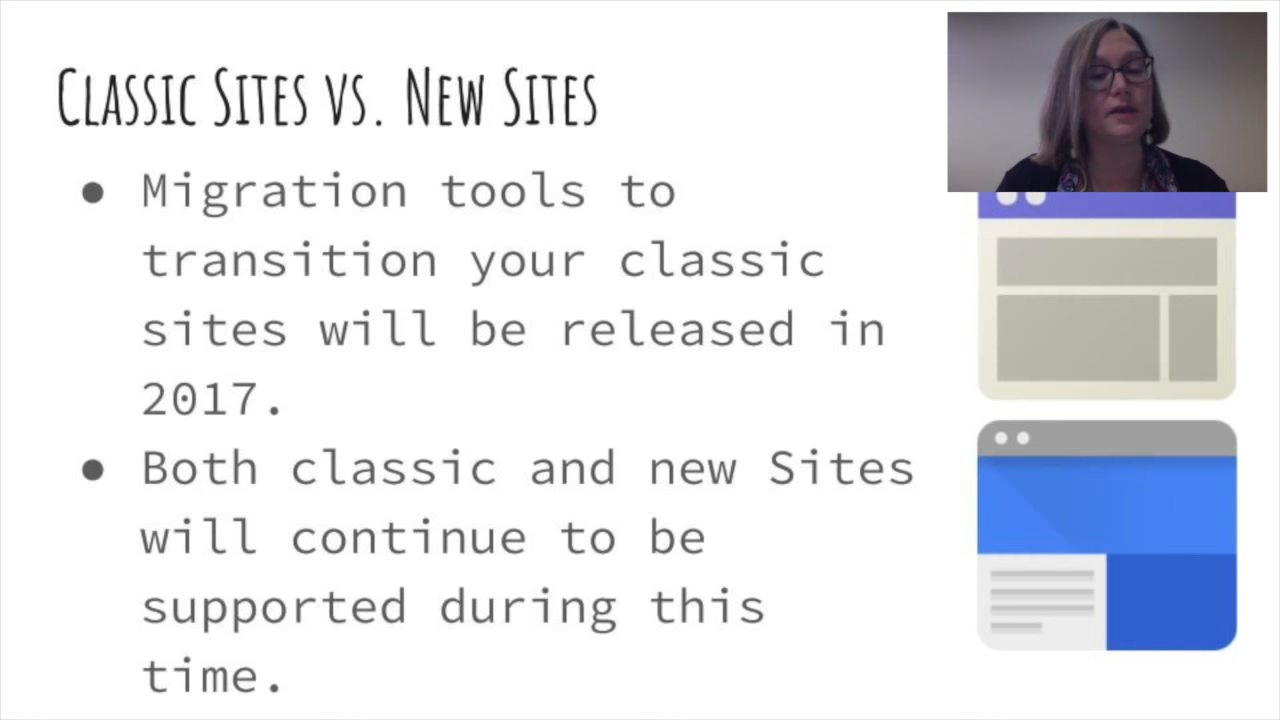 Classic Sites vs. New Sites
● Migration tools to
transition your classic
sites will be released in
2017.
● Both classic and new Sites
will continue to be
supported during this
time.